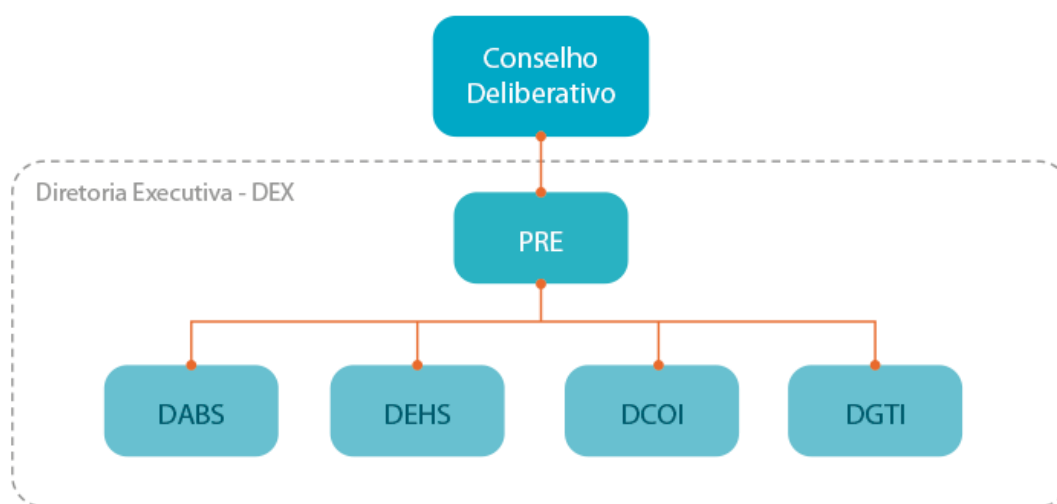 Conselho
Deliberativo
Diretoria Executiva - DEX
PRE
DABS
DEHS
DCOI
DGTI